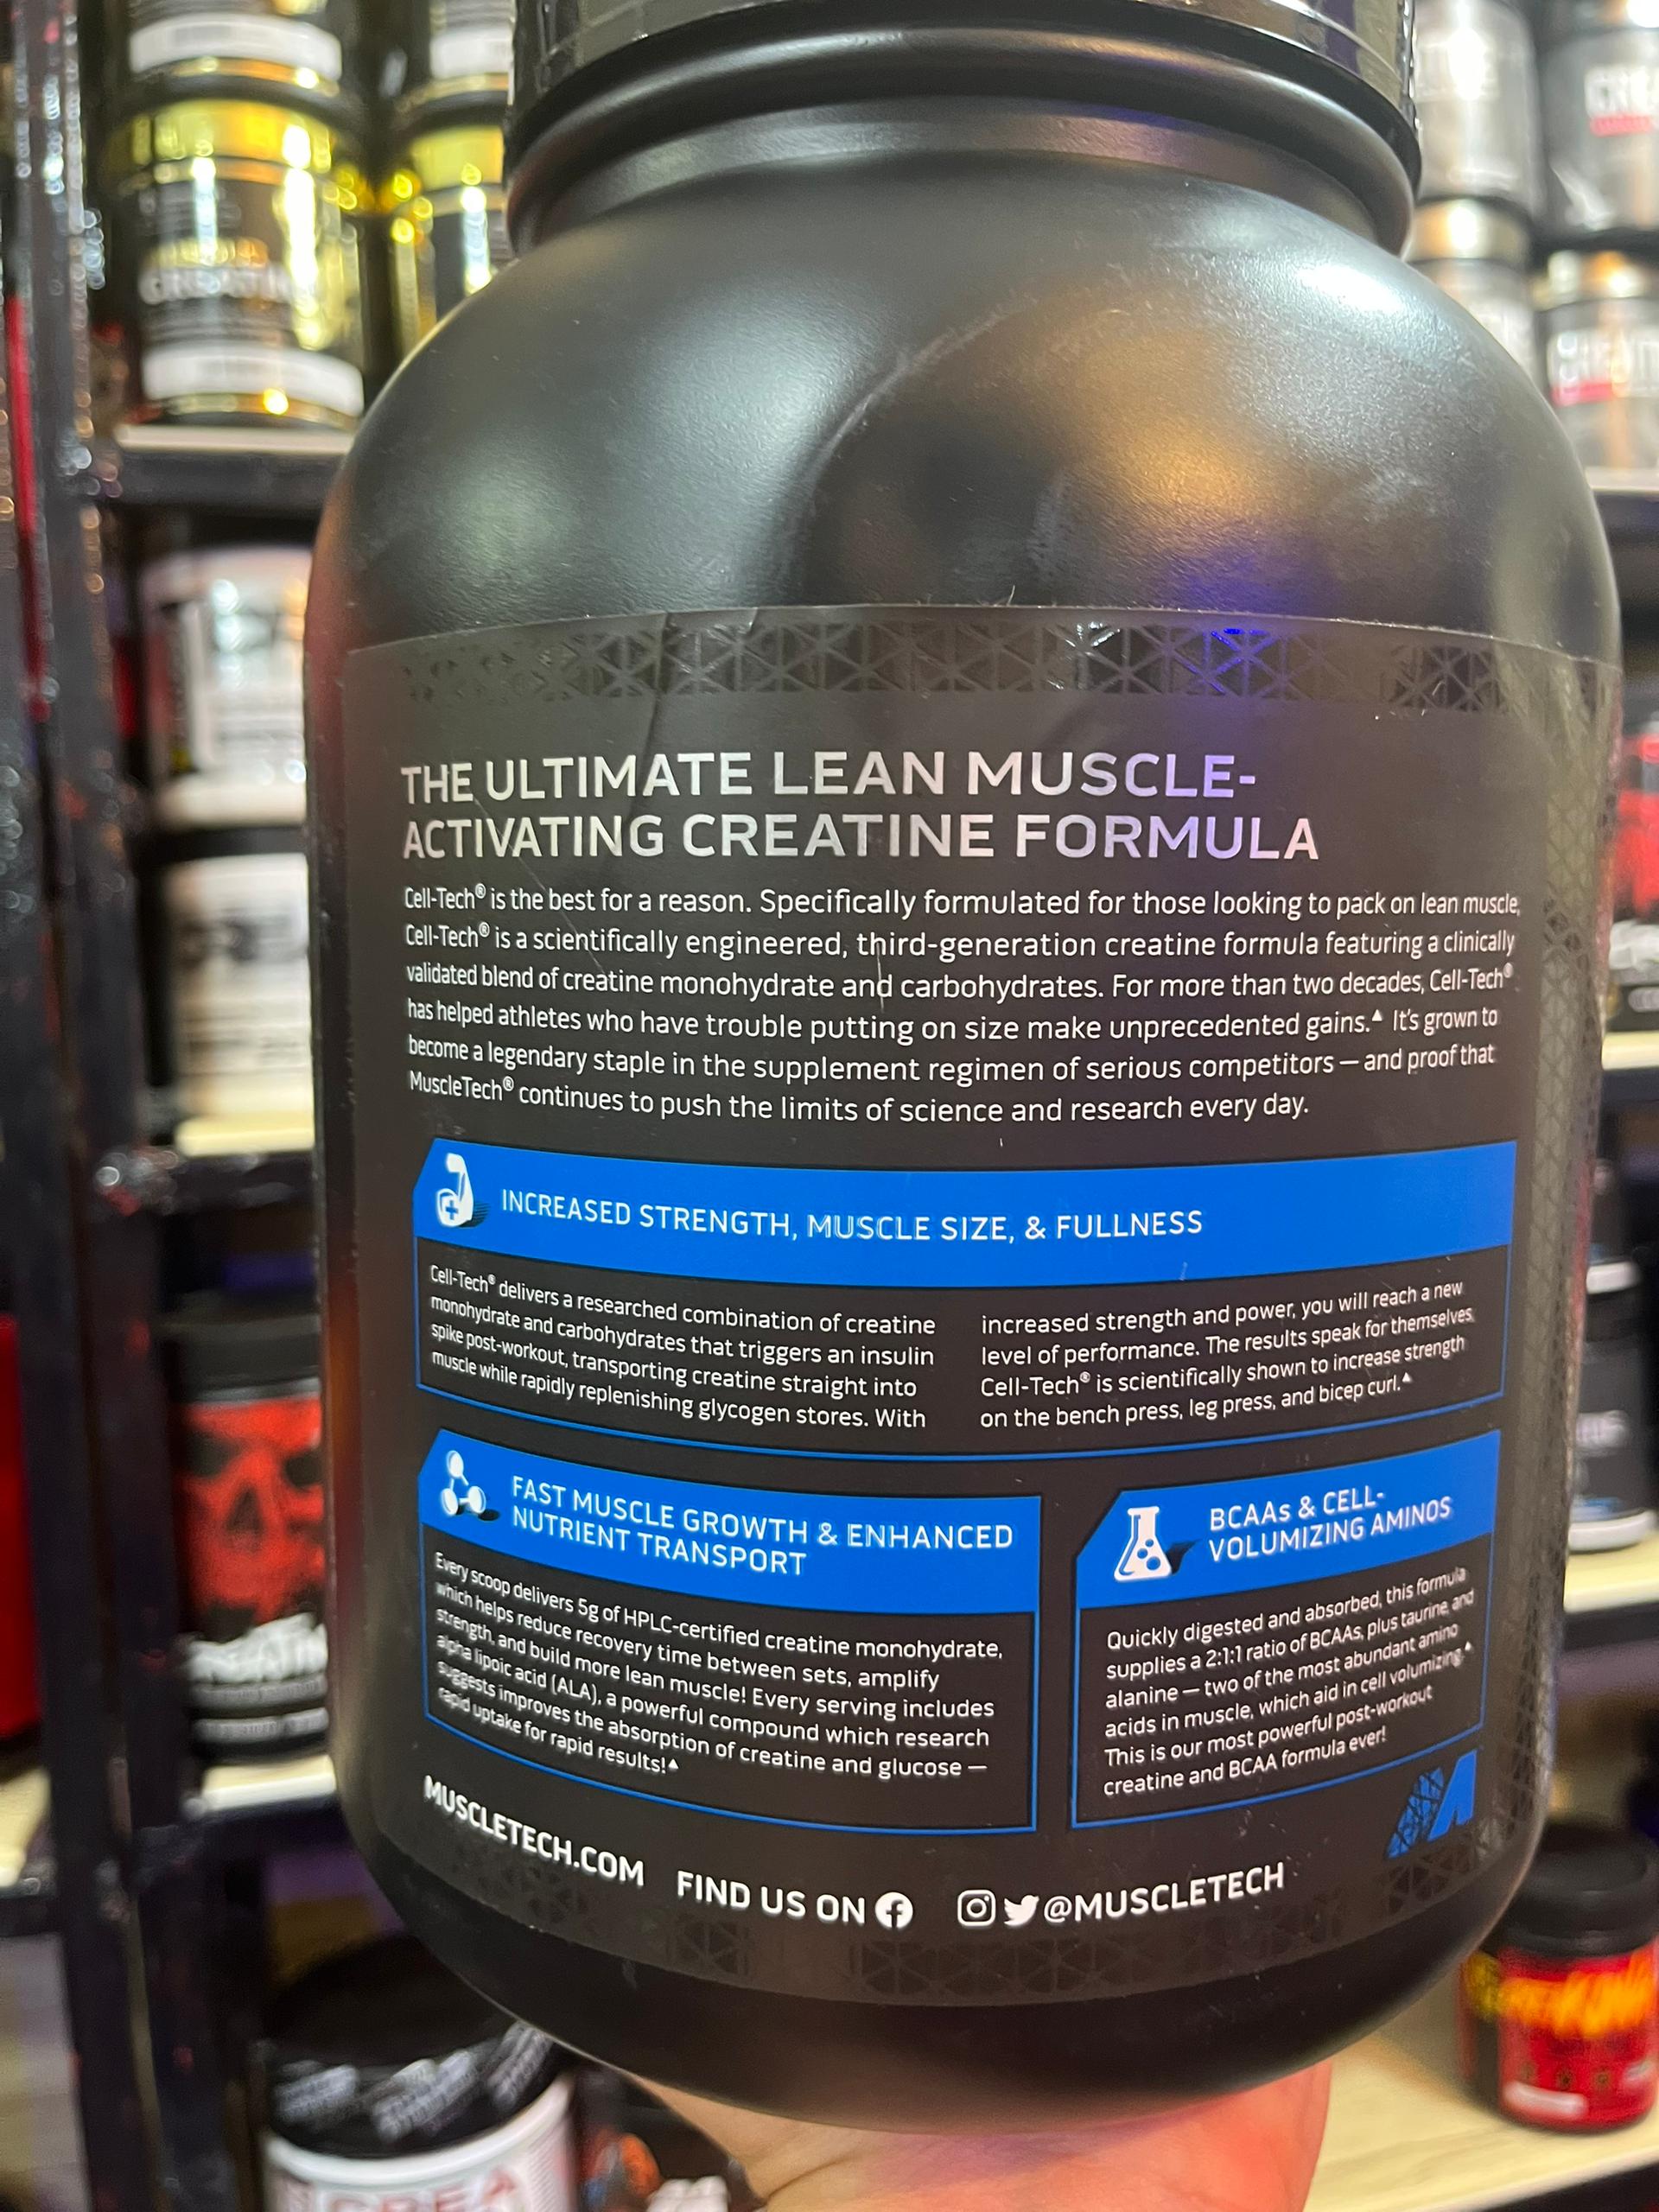 THE ULTIMATE LEAN MUSCLE-
ACTIVATING CREATINE FORMULA
Cell-Tech® is the best for a reason. Specifically formulated for those looking to pack on lean muscle,
Cell-Tech® is a scientifically engineered, third-generation creatine formula featuring a clinically
validated blend of creatine monohydrate and carbohydrates. For more than two decades, Cell-Tech®
has helped athletes who have trouble putting on size make unprecedented gains.▲ It's grown to
become a legendary staple in the supplement regimen of serious competitors — and proof that
MuscleTech® continues to push the limits of science and research every day.
INCREASED STRENGTH, MUSCLE SIZE, & FULLNESS
Cell-Tech® delivers a researched combination of creatine
monohydrate and carbohydrates that triggers an insulin
spike post-workout, transporting creatine straight into
muscle while rapidly replenishing glycogen stores. With
increased strength and power, you will reach a new
level of performance. The results speak for themselves.
Cell-Tech® is scientifically shown to increase strength
on the bench press, leg press, and bicep curl.▲
FAST MUSCLE GROWTH & ENHANCED
NUTRIENT TRANSPORT
Every scoop delivers 5g of HPLC-certified creatine monohydrate,
which helps reduce recovery time between sets, amplify
strength, and build more lean muscle! Every serving includes
alpha lipoic acid (ALA), a powerful compound which research
suggests improves the absorption of creatine and glucose —
rapid uptake for rapid results!▲
BCAAs & CELL-
VOLUMIZING AMINOS
Quickly digested and absorbed, this formula
supplies a 2:1:1 ratio of BCAAs, plus taurine and
alanine — two of the most abundant amino
acids in muscle, which aid in cell volumizing.▲
This is our most powerful post-workout
creatine and BCAA formula ever!
MUSCLETECH.COM FIND US ON @MUSCLETECH